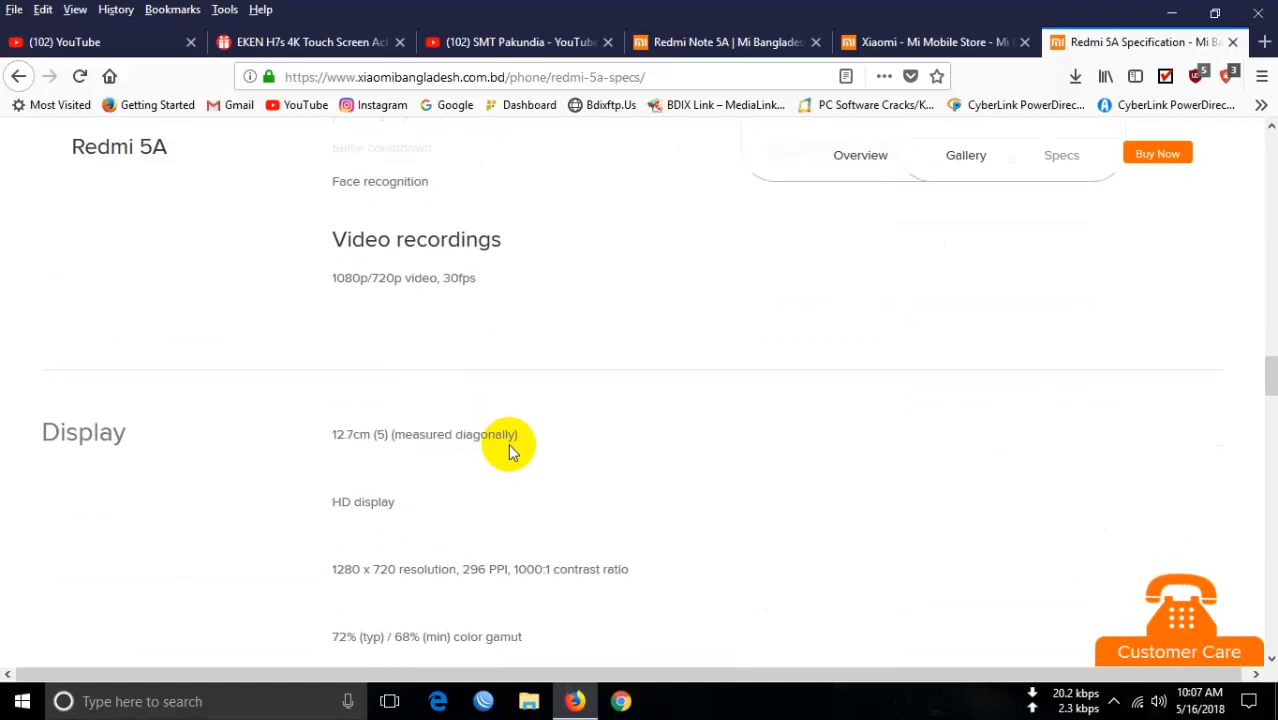 File Edit View History Bookmarks Tools Help
(102) YouTube
EKEN H7s 4K Touch Screen Ac
(102) SMT Pakundia - YouTube
Redmi Note 5A | Mi Banglades
Xiaomi - Mi Mobile Store - Mi
Redmi 5A Specification - Mi B
https://www.xiaomibangladesh.com.bd/phone/redmi-5a-specs/
5
3
Most Visited Getting Started Gmail YouTube Instagram Google Dashboard Bdixftp.Us BDIX Link – MediaLink... PC Software Cracks/K... CyberLink PowerDirec... CyberLink PowerDirec...
Redmi 5A
Selfie countdown
Overview Gallery Specs Buy Now
Face recognition
Video recordings
1080p/720p video, 30fps
Display
12.7cm (5) (measured diagonally)
HD display
1280 x 720 resolution, 296 PPI, 1000:1 contrast ratio
72% (typ) / 68% (min) color gamut
Customer Care
Type here to search
20.2 kbps
2.3 kbps
10:07 AM
5/16/2018